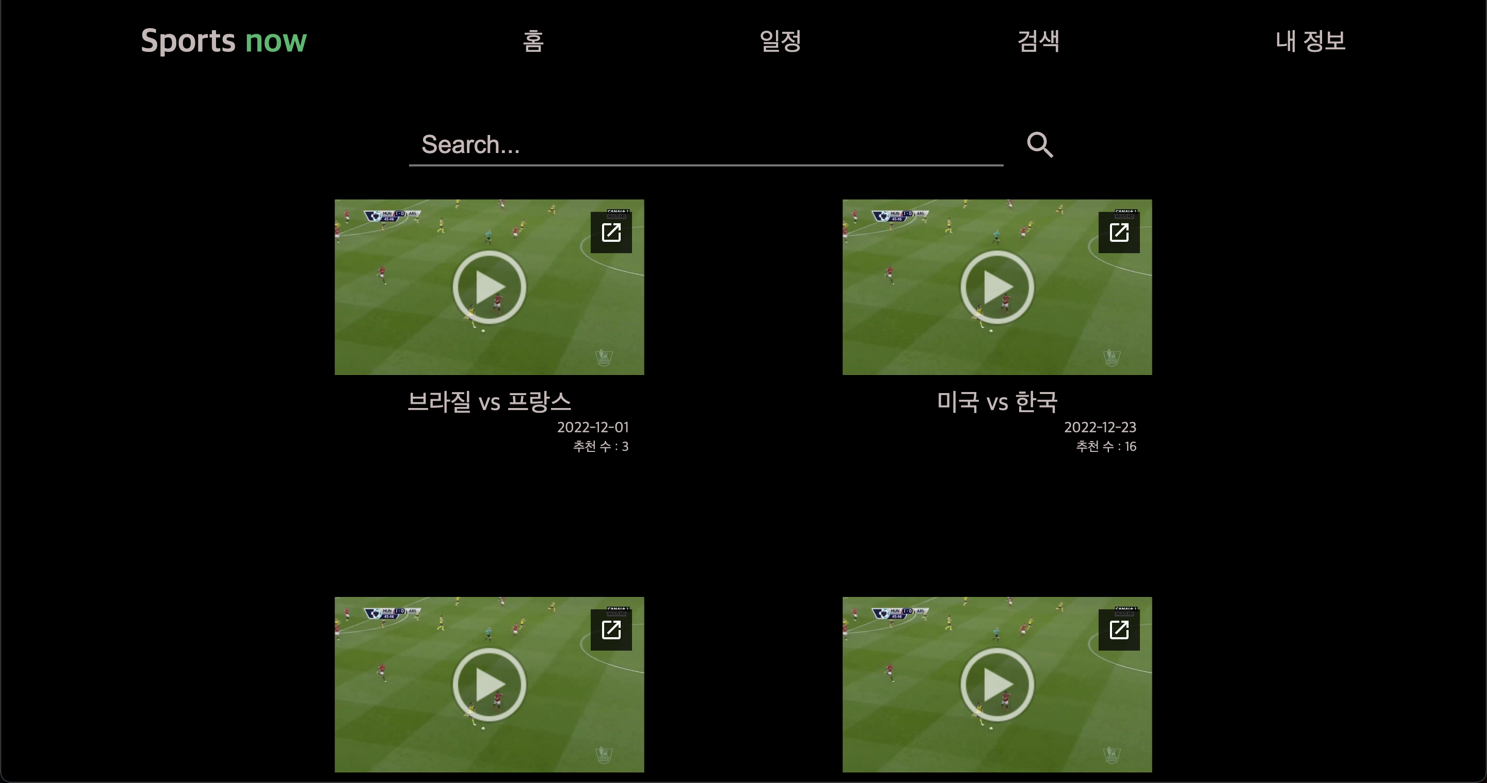 Sports now
홈
일정
검색
내 정보
Search...
브라질 vs 프랑스
2022-12-01
추천 수 : 3
미국 vs 한국
2022-12-23
추천 수 : 16